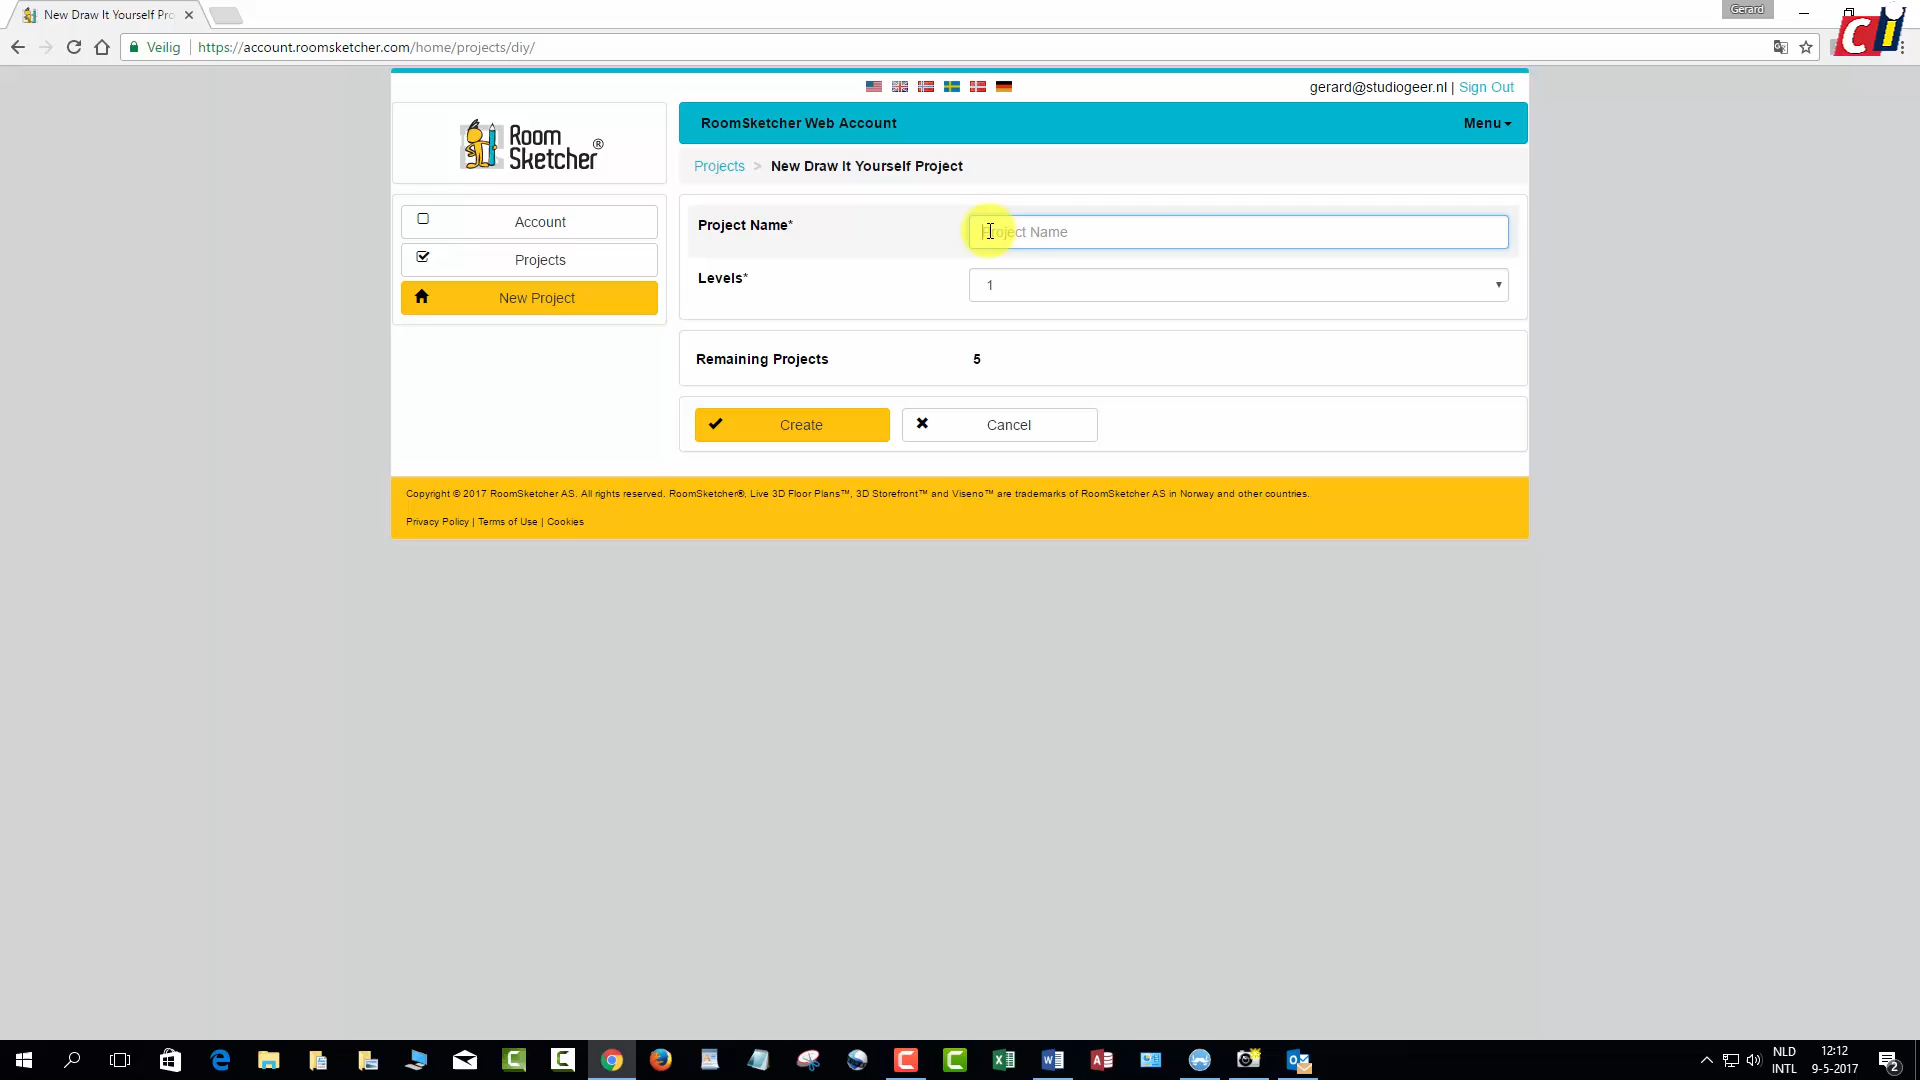 New Draw It Yourself Pro
Gerard
CI
Veilig
https://account.roomsketcher.com/home/projects/diy/
gerard@studiogeer.nl | Sign Out
Room
Sketcher®
RoomSketcher Web Account
Menu
Projects > New Draw It Yourself Project
Account
Projects
New Project
Project Name*
Project Name
Levels*
1
Remaining Projects
5
Create
Cancel
Copyright © 2017 RoomSketcher AS. All rights reserved. RoomSketcher®, Live 3D Floor Plans™, 3D Storefront™ and Viseno™ are trademarks of RoomSketcher AS in Norway and other countries.
Privacy Policy | Terms of Use | Cookies
NLD
INTL
12:12
9-5-2017
2